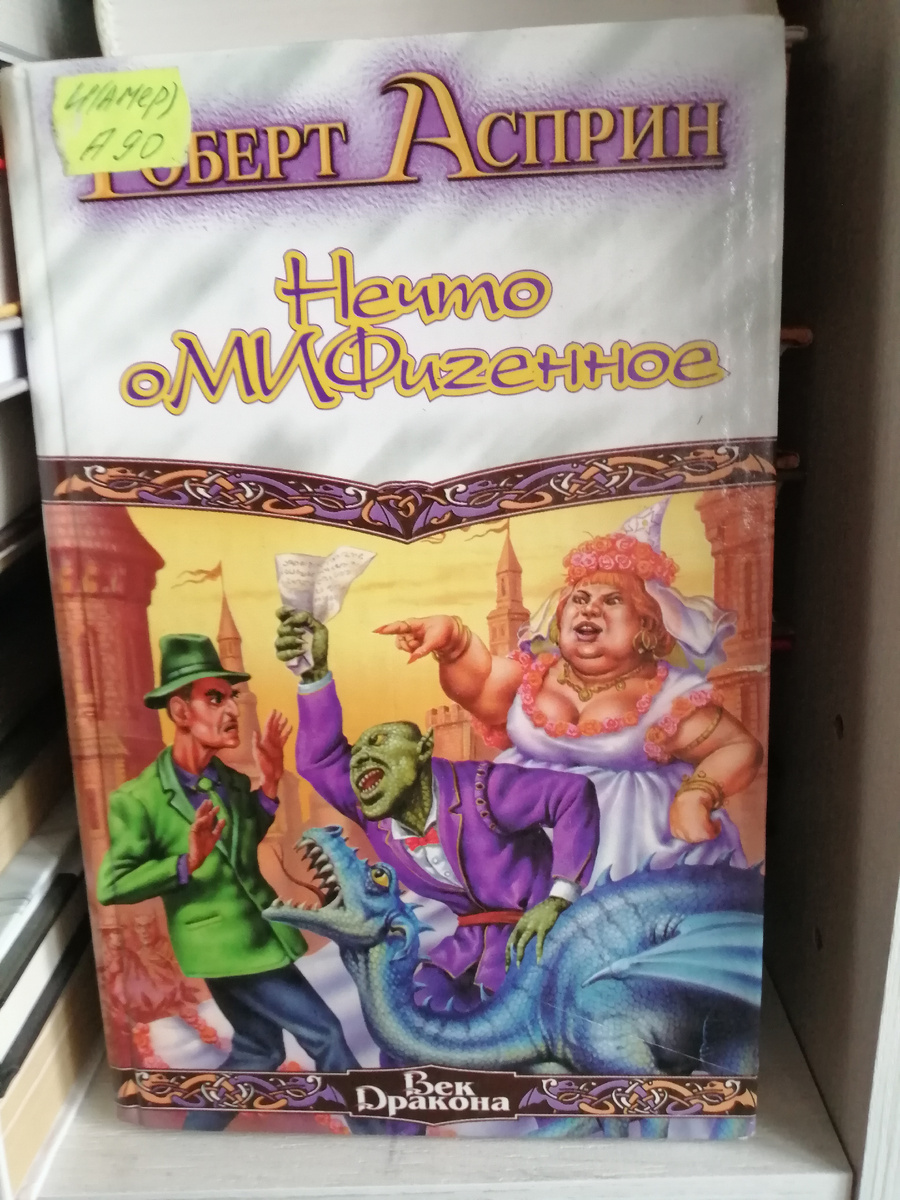 И(Амер)
А 90
Роберт Асприн
Нечто
оМИФигенное
Век
Дракона